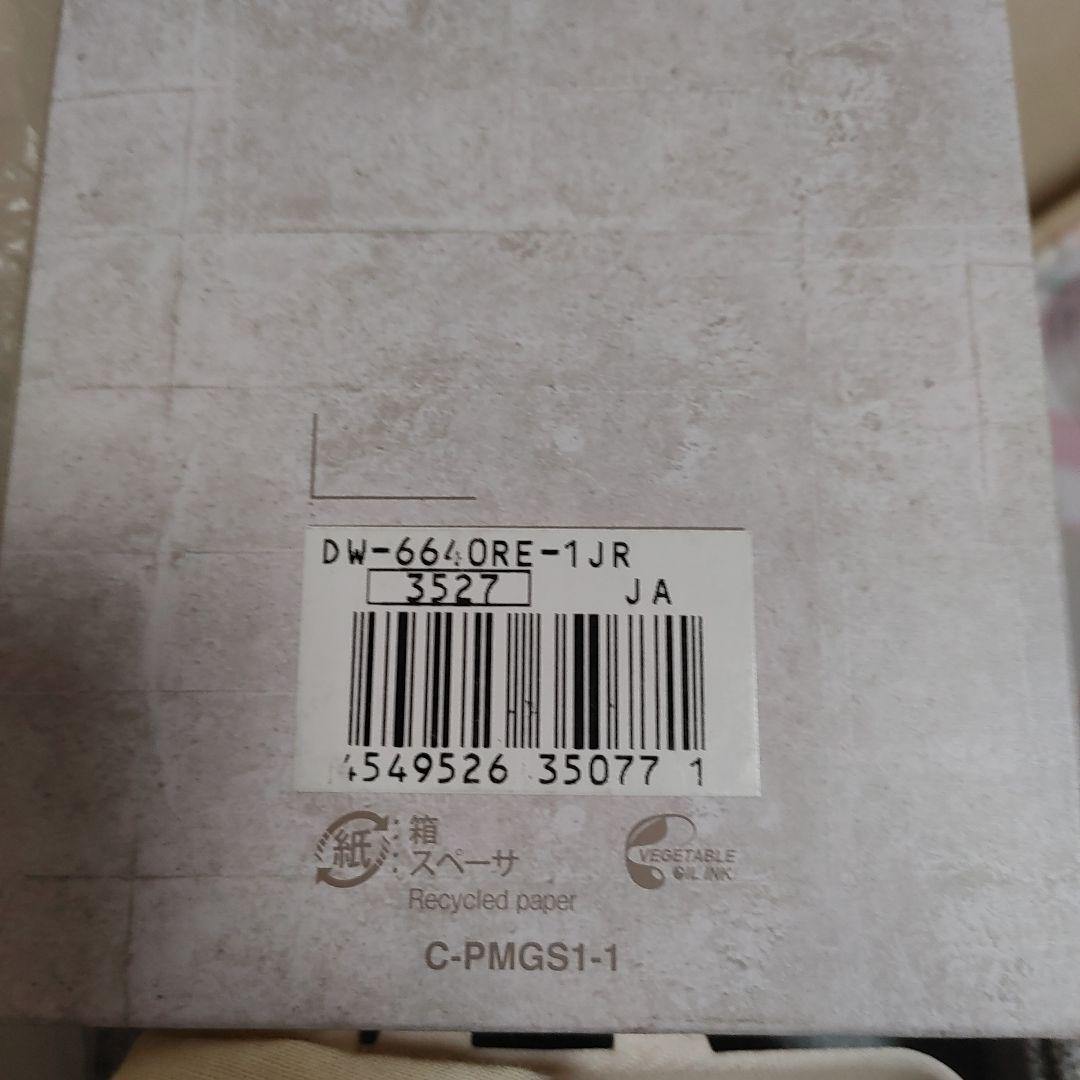 DW-6640RE-1JR
3527 JA
4549526 35077 1
紙 : 箱
: スペーサ
Recycled paper
VEGETABLE
OIL INK
C-PMGS1-1